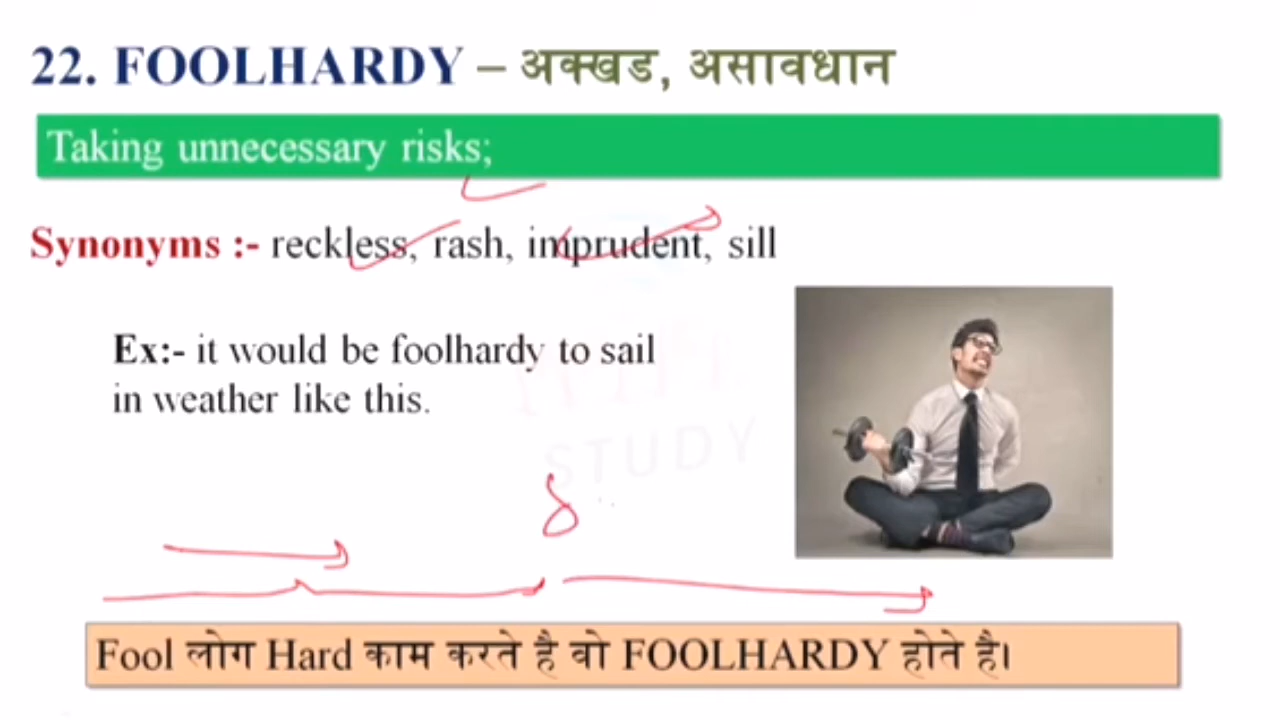 22. FOOLHARDY – अक्खड, असावधान
Taking unnecessary risks;
Synonyms :- reckless, rash, imprudent, sill
Ex:- it would be foolhardy to sail
in weather like this.
STUDY
Fool लोग Hard काम करते है वो FOOLHARDY होते है।